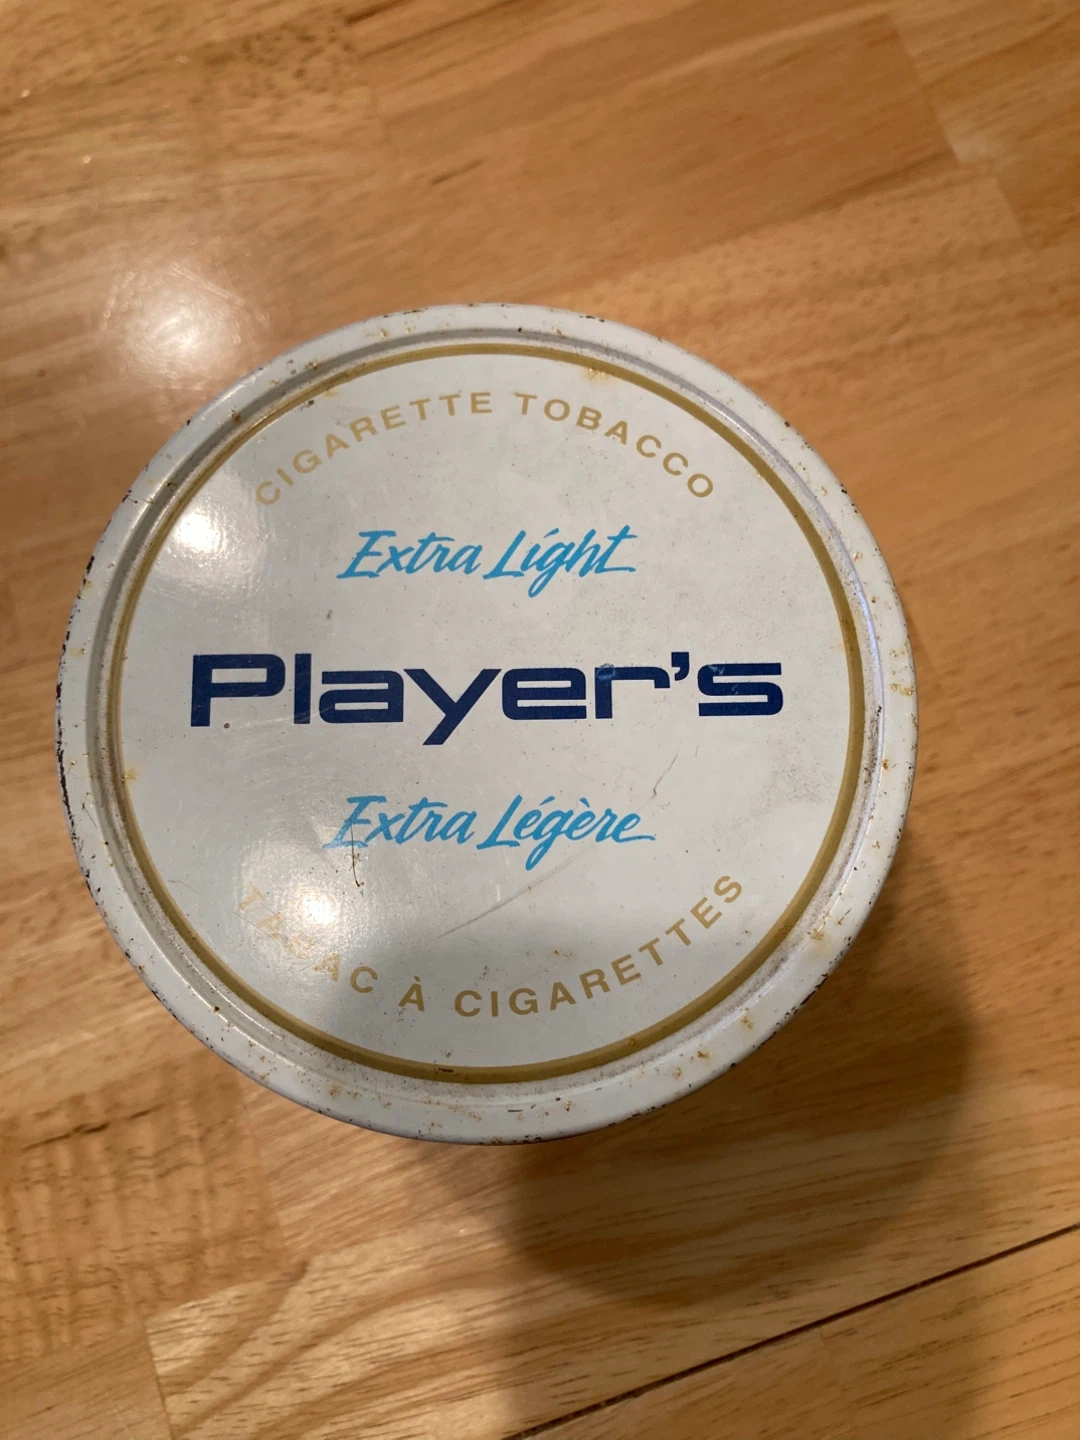 CIGARETTE TOBACCO
Extra Light
Player's
Extra Légère
TABAC À CIGARETTES